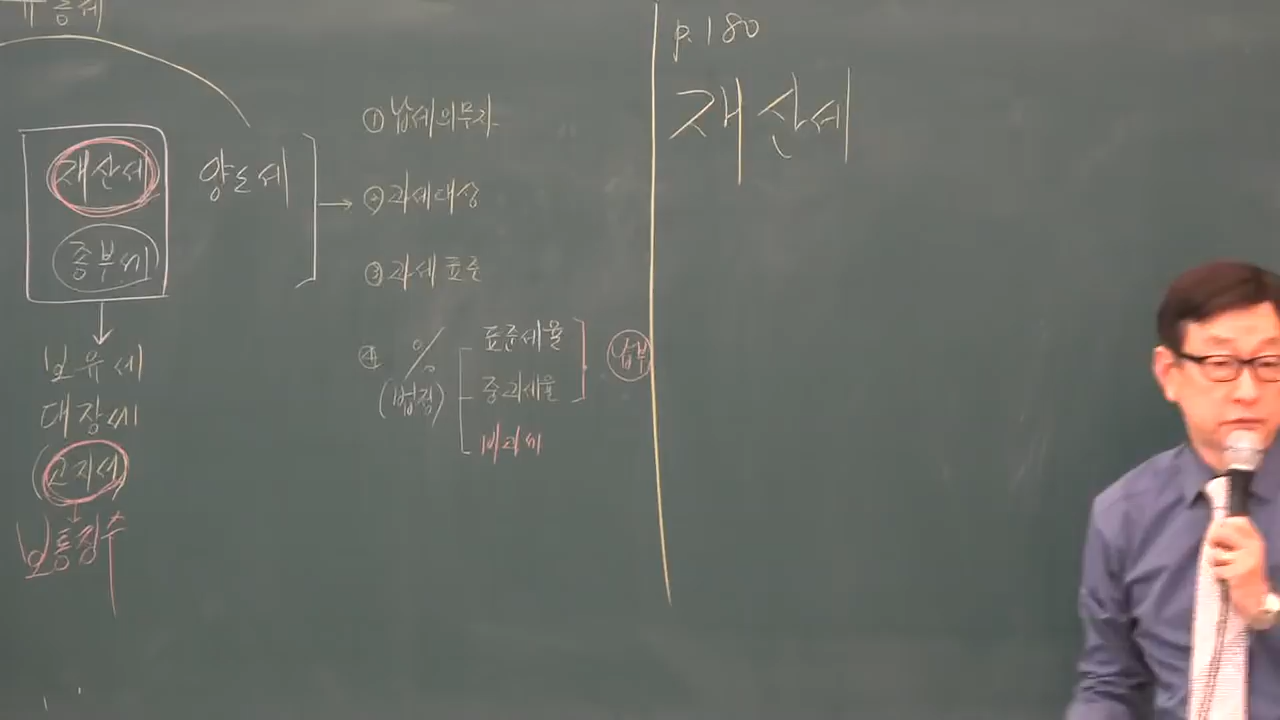 재산세
종부세
양도세
보유세
대장세
(고지세)
보통징수
① 납세의무자
② 과세대상
③ 과세표준
④ %
(법정)
표준세율
중과세율
비과세
납부
p.180
재산세